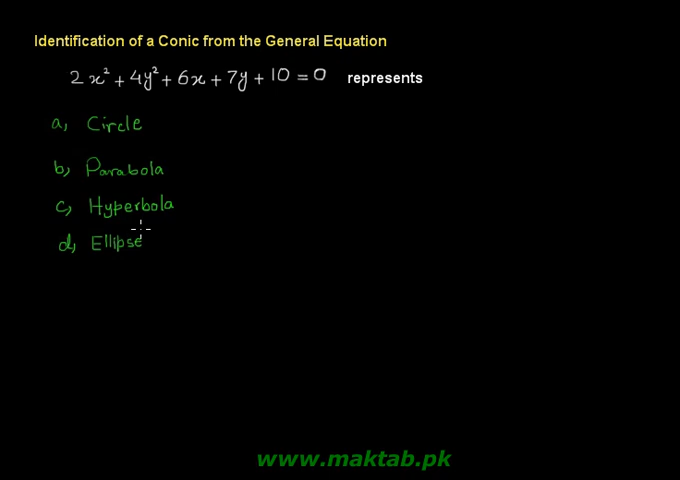 Identification of a Conic from the General Equation
2x² + 4y² + 6x + 7y + 10 = 0 represents
a, Circle
b, Parabola
c, Hyperbola
d, Ellipse
www.maktab.pk